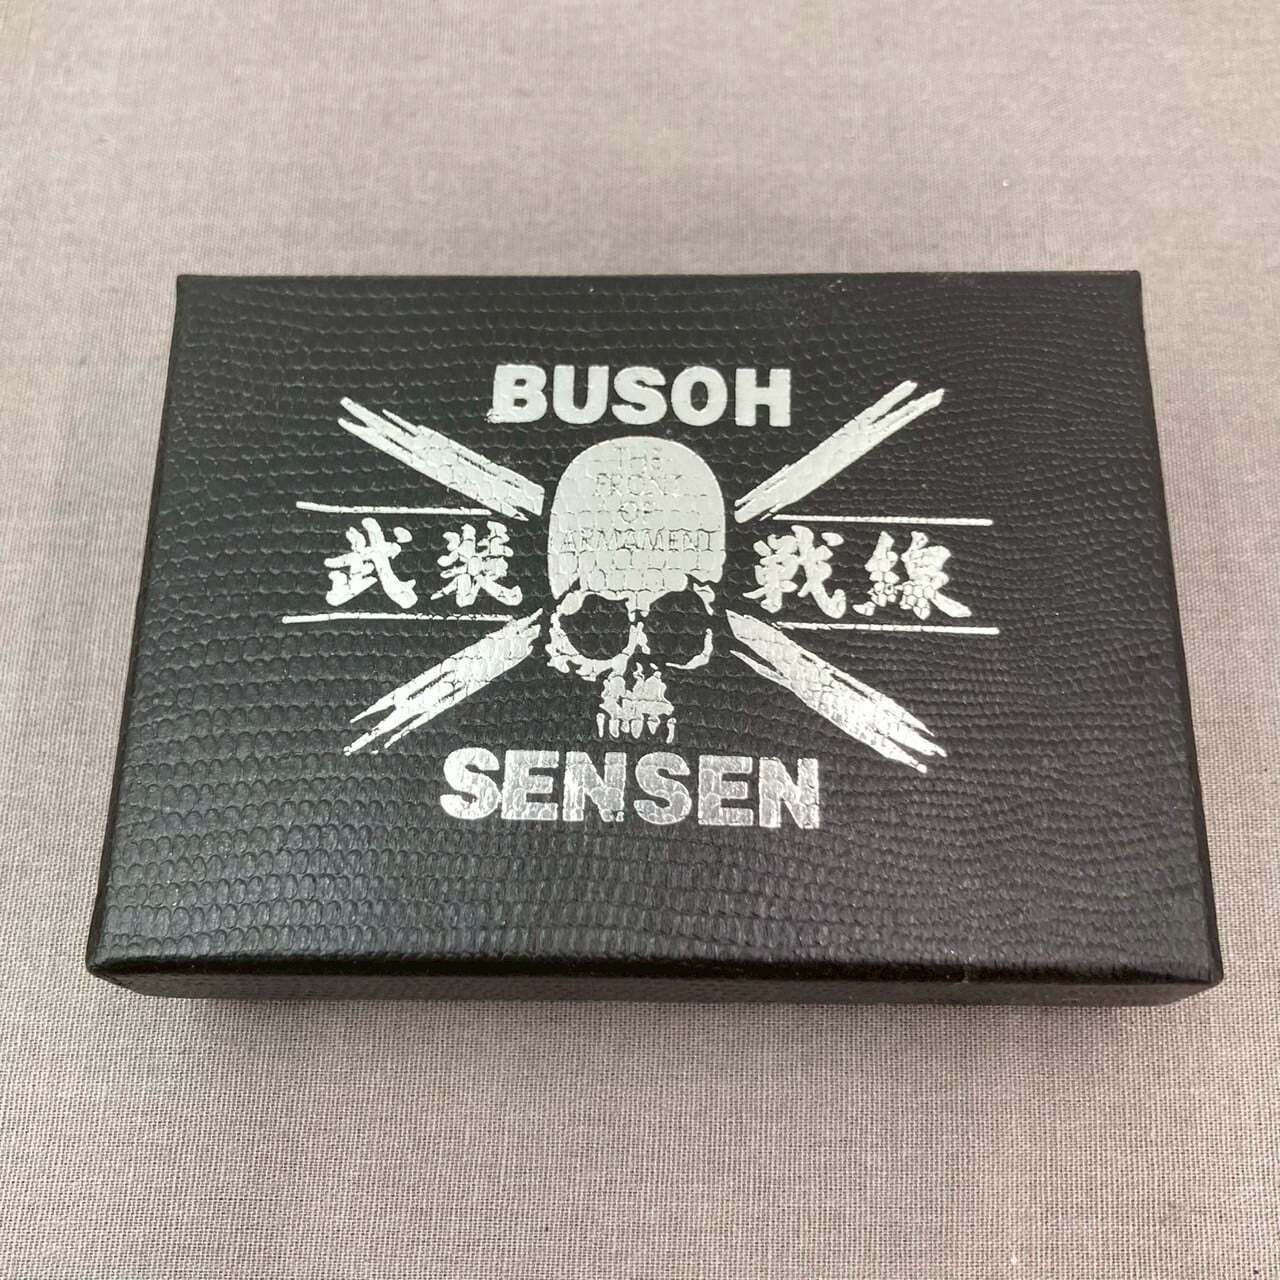 BUSOH
THE
FRONT
OF
ARMAMENT
武装 戦線
SENSEN